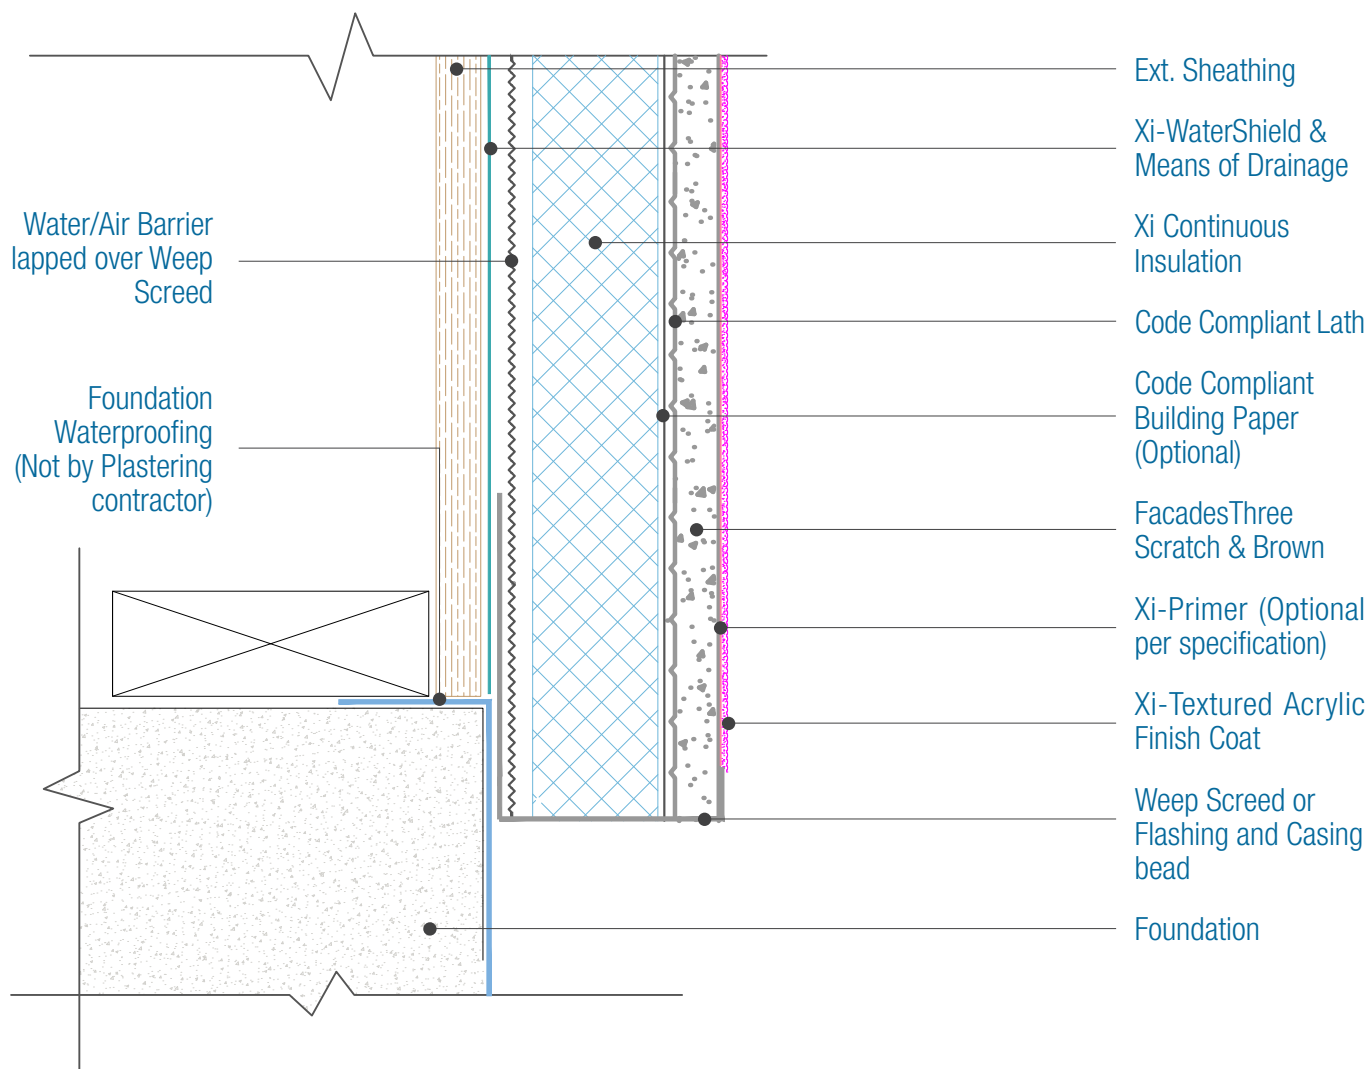 Water/Air Barrier
lapped over Weep
Screed
Foundation
Waterproofing
(Not by Plastering
contractor)
Ext. Sheathing
Xi-WaterShield &
Means of Drainage
Xi Continuous
Insulation
Code Compliant Lath
Code Compliant
Building Paper
(Optional)
FacadesThree
Scratch & Brown
Xi-Primer (Optional
per specification)
Xi-Textured Acrylic
Finish Coat
Weep Screed or
Flashing and Casing
bead
Foundation